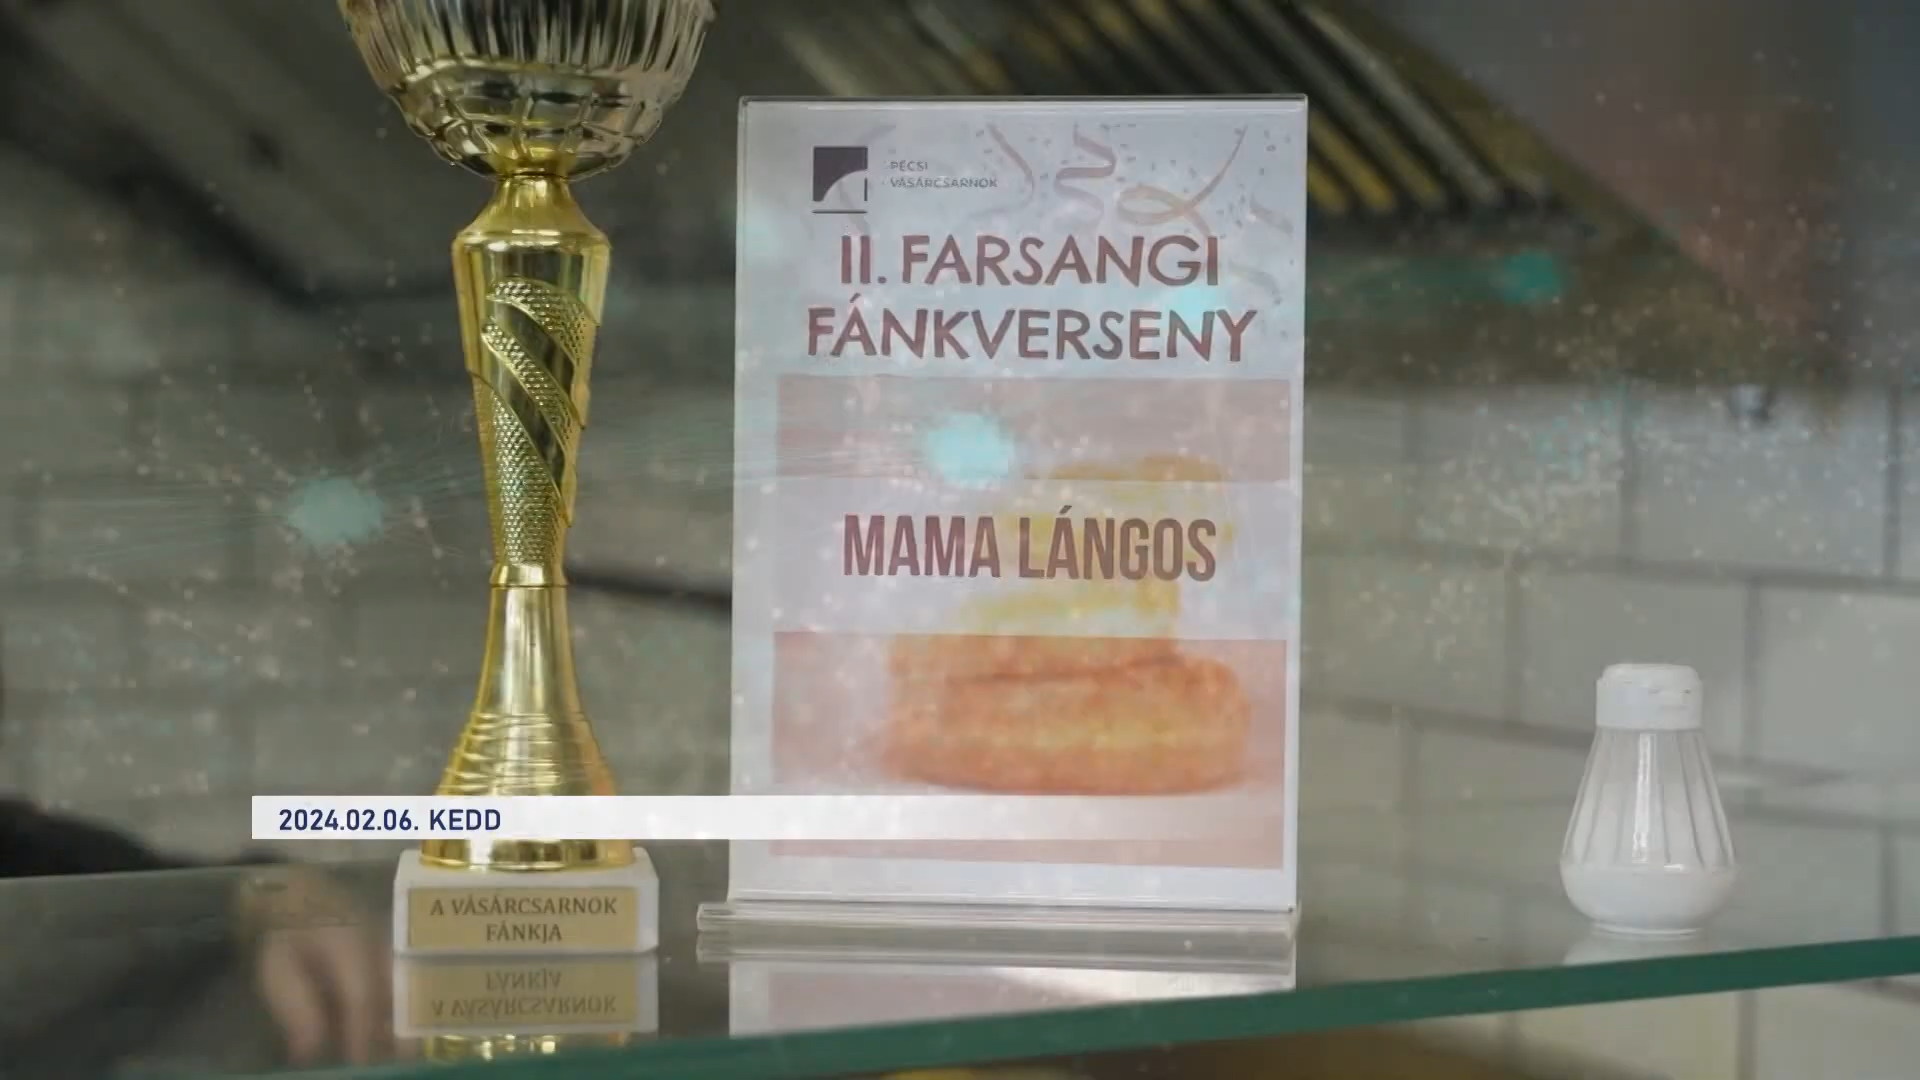 PÉCSI
VÁSÁRCSARNOK
II. FARSANGI
FÁNKVERSENY
MAMA LÁNGOS
2024.02.06. KEDD
A VÁSÁRCSARNOK
FÁNKJA